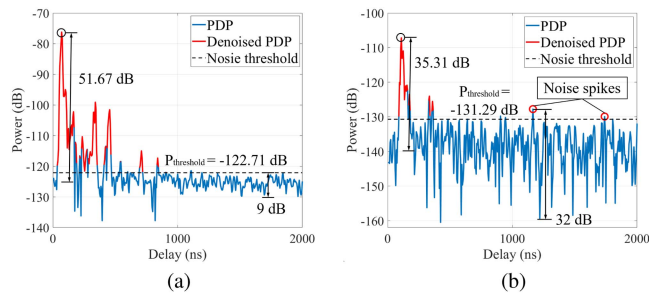 -70
-80
-90
-100
-110
-120
-130
-140
Power (dB)
PDP
Denoised PDP
Nosie threshold
51.67 dB
Pthreshold = -122.71 dB
9 dB
0
1000
2000
Delay (ns)
(a)
-100
-110
-120
-130
-140
-150
-160
Power (dB)
PDP
Denoised PDP
Nosie threshold
35.31 dB
Pthreshold =
-131.29 dB
Noise spikes
32 dB
0
500
1000
1500
2000
Delay (ns)
(b)